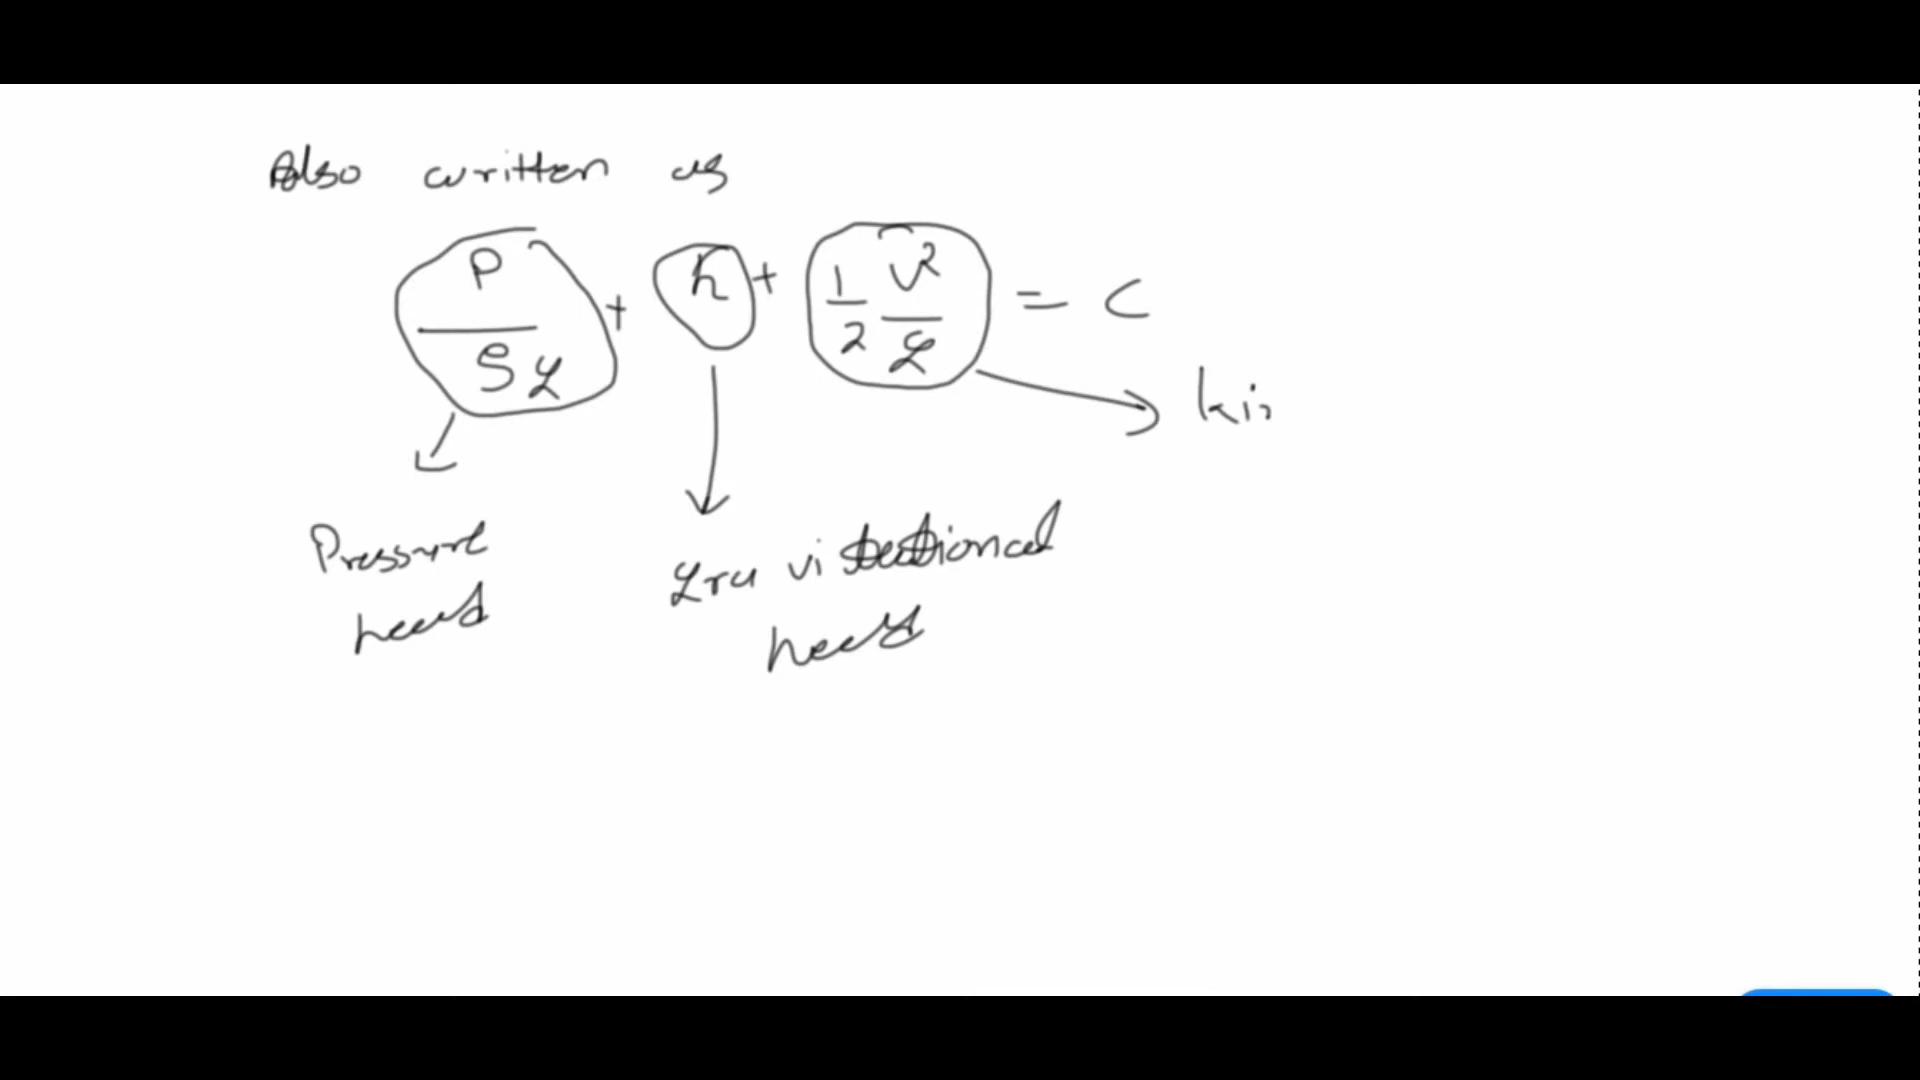 Also written as
P/ρg + h + 1/2 v²/g = C
kin
Pressure
head
gravitational
head